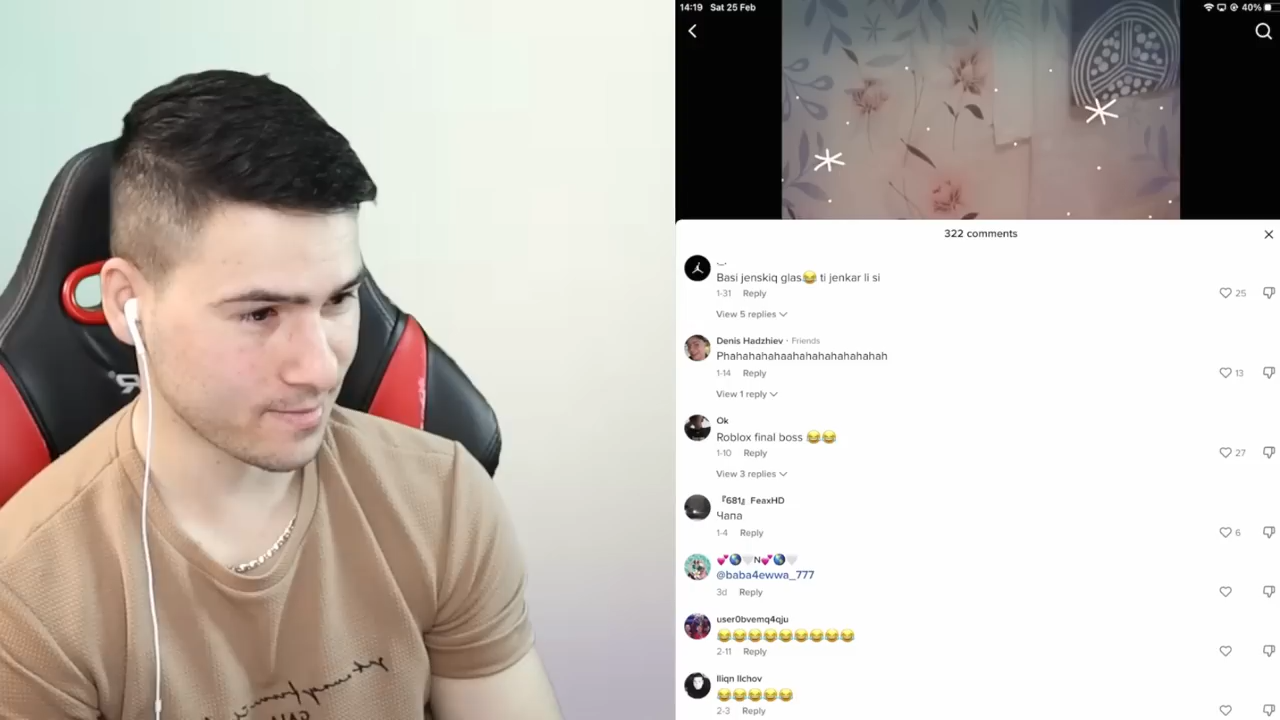 14:19 Sat 25 Feb
40%
322 comments
Basi jenskiq glas😂 ti jenkar li si
1-31 Reply
25
View 5 replies
Denis Hadzhiev · Friends
Phahahahahaahahahahahahahah
1-14 Reply
13
View 1 reply
Ok
Roblox final boss 😂😂
1-10 Reply
27
View 3 replies
『681』 FeaxHD
Чапа
1-4 Reply
6
💕🌎🤍N💕🌎🤍
@baba4ewwa_777
3d Reply
user0bvemq4qju
😂😂😂😂😂😂😂😂😂
2-11 Reply
Iliqn Ilchov
😂😂😂😂😂
2-3 Reply